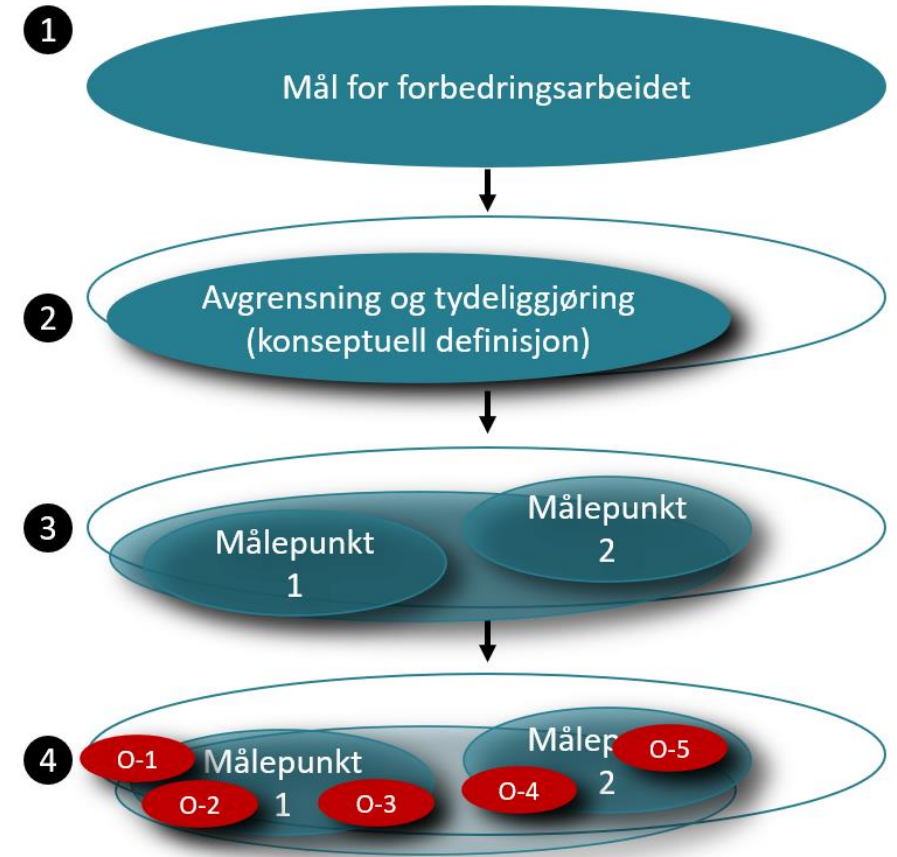 1
Mål for forbedringsarbeidet
2
Avgrensning og tydeliggjøring
(konseptuell definisjon)
3
Målepunkt
1
Målepunkt
2
4
O-1
Målepunkt
1
O-2
O-3
Målep
2
O-4
O-5